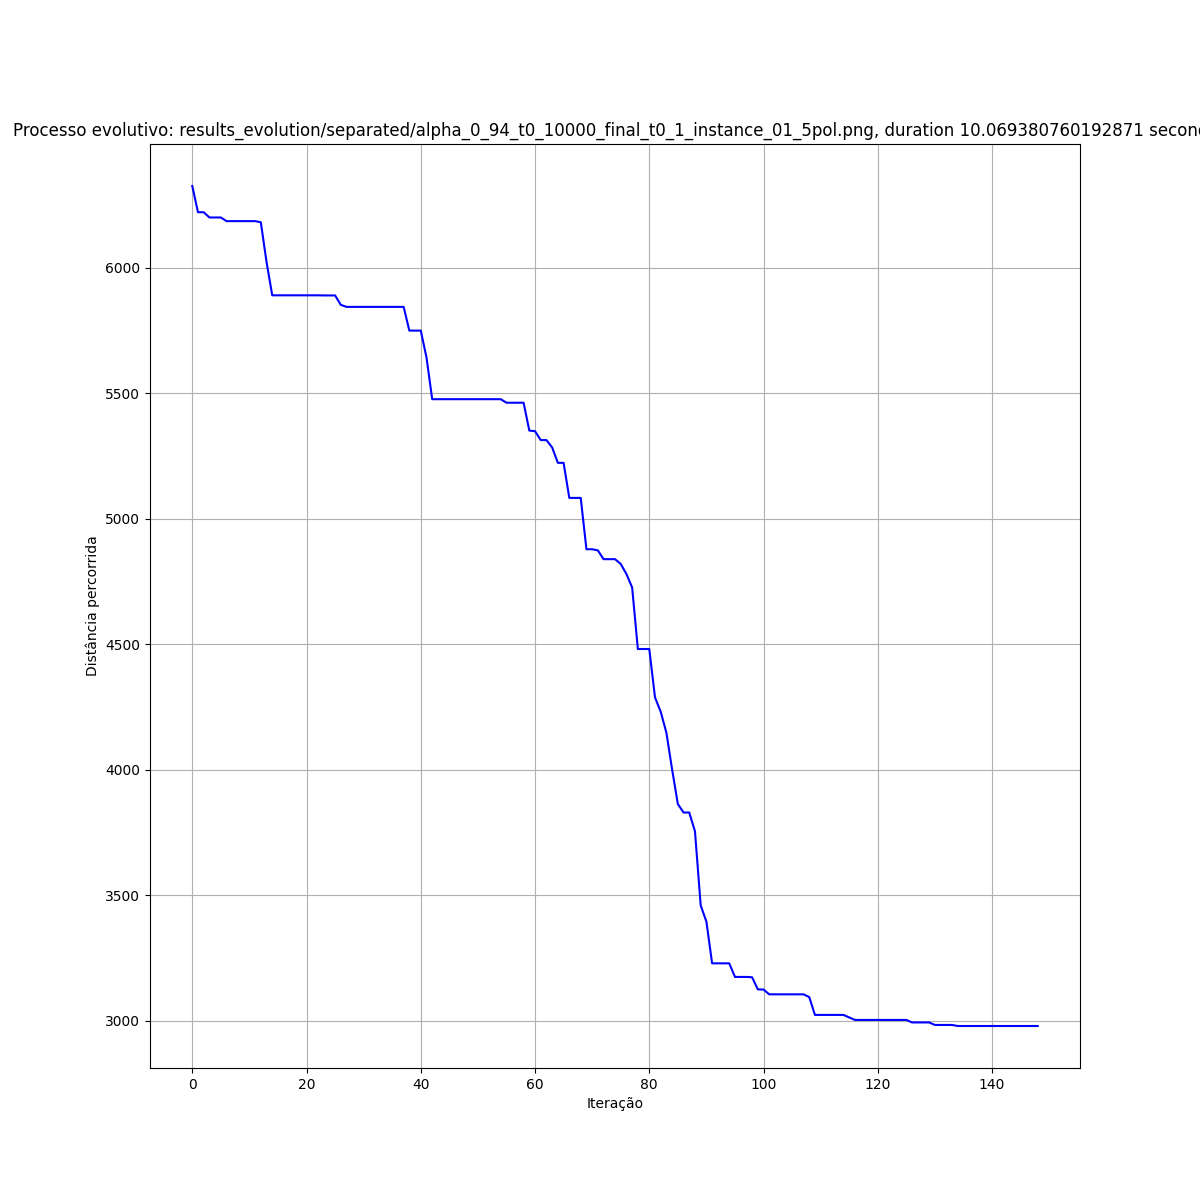 Processo evolutivo: results_evolution/separated/alpha_0_94_t0_10000_final_t0_1_instance_01_5pol.png, duration 10.069380760192871
6000
5500
5000
4500
4000
3500
3000
Distância percorrida
0 20 40 60 80 100 120 140
Iteração